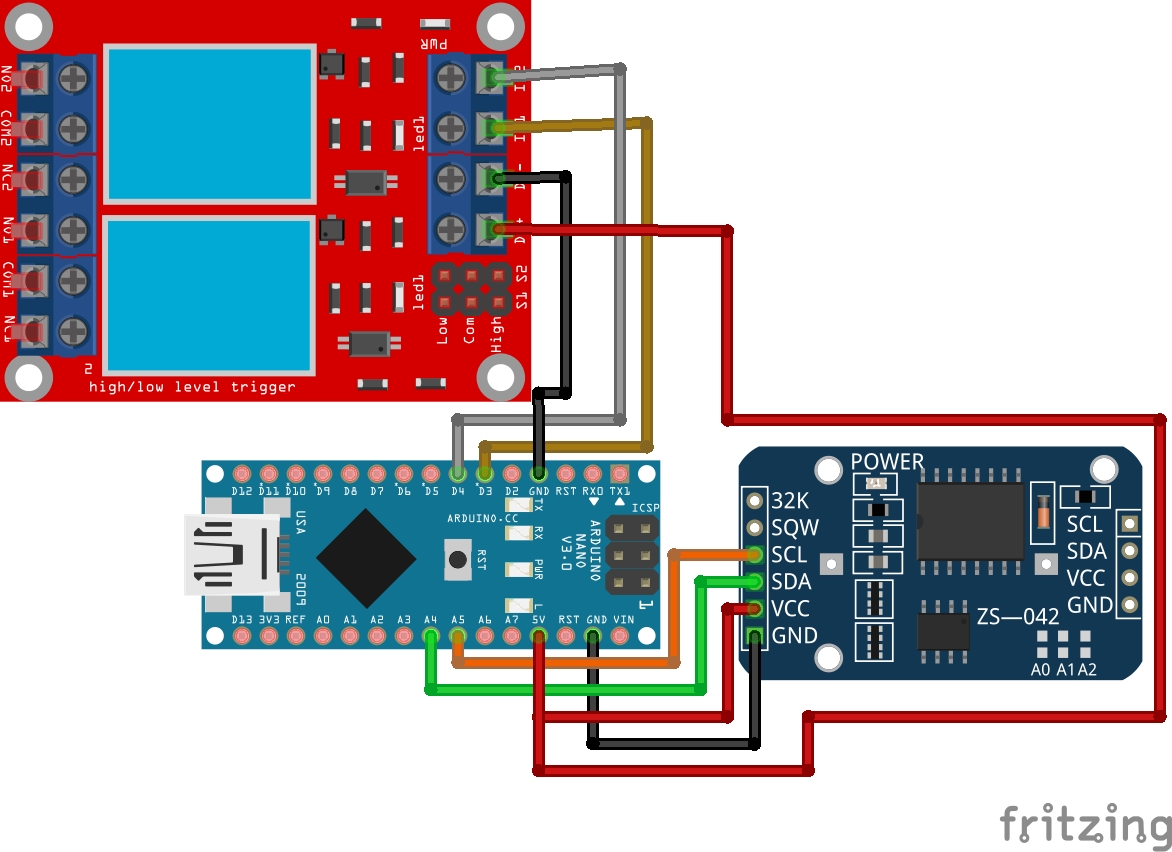 PWR
NO2
COM2
NC2
NO1
COM1
NC1
led1
led1
S2
S1
Low
Com
High
2
high/low level trigger
D12 D11 D10 D9 D8 D7 D6 D5 D4 D3 D2 GND RST RX0 TX1
USA
2009
ARDUINO.CC
RST
TX
RX
PWR
L
ARDUINO
NANO
V3.0
ICSP
1
D13 3V3 REF A0 A1 A2 A3 A4 A5 A6 A7 5V RST GND VIN
POWER
32K
SQW
SCL
SDA
VCC
GND
SCL
SDA
VCC
GND
ZS—042
A0 A1 A2
fritzing